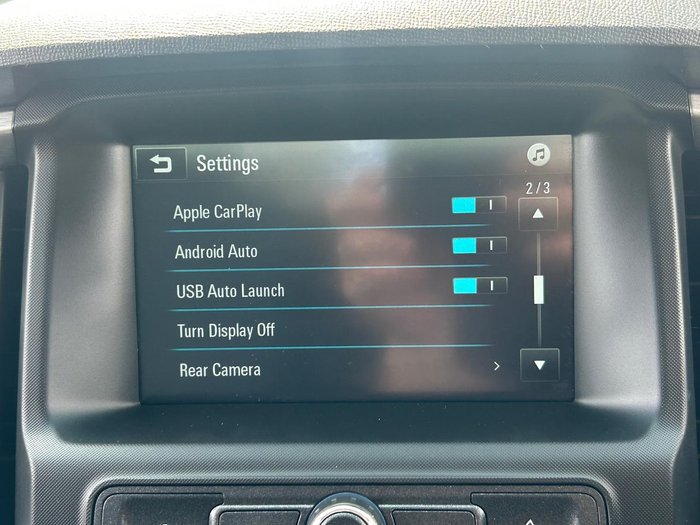 Settings
2/3
Apple CarPlay
Android Auto
USB Auto Launch
Turn Display Off
Rear Camera